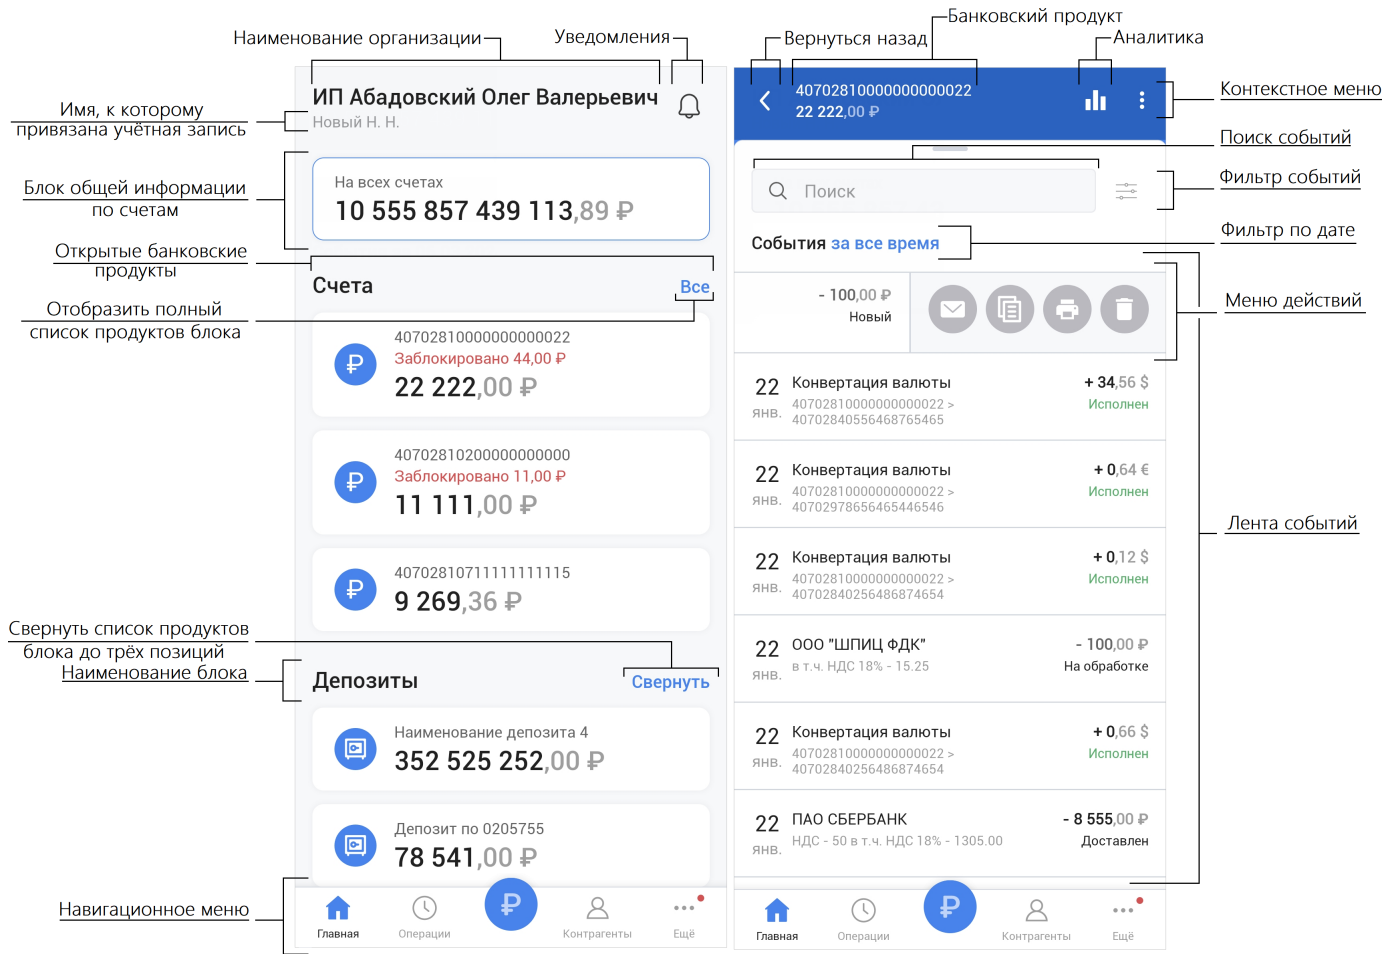 Банковский продукт
Наименование организации
Уведомления
Вернуться назад
Аналитика
Контекстное меню
Имя, к которому
привязана учётная запись
Поиск событий
Фильтр событий
Блок общей информации
по счетам
Фильтр по дате
Открытые банковские
продукты
Отобразить полный
список продуктов блока
Меню действий
Лента событий
Свернуть список продуктов
блока до трёх позиций
Наименование блока
Навигационное меню
ИП Абадовский Олег Валерьевич
Новый Н. Н.
На всех счетах
10 555 857 439 113,89 ₽
Счета
Все
40702810000000000022
Заблокировано 44,00 ₽
22 222,00 ₽
40702810200000000000
Заблокировано 11,00 ₽
11 111,00 ₽
40702810711111111115
9 269,36 ₽
Депозиты
Свернуть
Наименование депозита 4
352 525 252,00 ₽
Депозит по 0205755
78 541,00 ₽
Главная
Операции
₽
Контрагенты
Ещё
40702810000000000022
22 222,00 ₽
Поиск
События за все время
- 100,00 ₽
Новый
22 янв.
Конвертация валюты
+ 34,56 $
40702810000000000022 >
40702840556468765465
Исполнен
22 янв.
Конвертация валюты
+ 0,64 €
40702810000000000022 >
40702978656465446546
Исполнен
22 янв.
Конвертация валюты
+ 0,12 $
40702810000000000022 >
40702840256486874654
Исполнен
22 янв.
ООО "ШПИЦ ФДК"
- 100,00 ₽
в т.ч. НДС 18% - 15.25
На обработке
22 янв.
Конвертация валюты
+ 0,66 $
40702810000000000022 >
40702840256486874654
Исполнен
22 янв.
ПАО СБЕРБАНК
- 8 555,00 ₽
НДС - 50 в т.ч. НДС 18% - 1305.00
Доставлен
Главная
Операции
₽
Контрагенты
Ещё